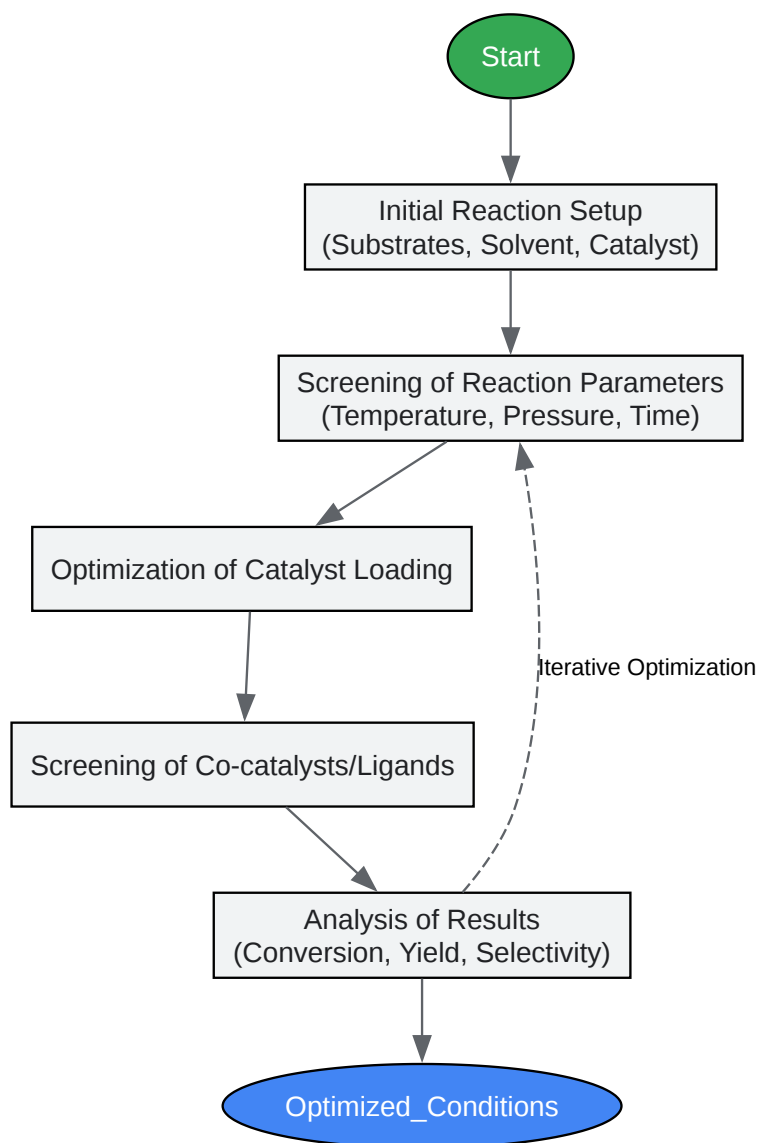 Start
Initial Reaction Setup
(Substrates, Solvent, Catalyst)
Screening of Reaction Parameters
(Temperature, Pressure, Time)
Optimization of Catalyst Loading
Iterative Optimization
Screening of Co-catalysts/Ligands
Analysis of Results
(Conversion, Yield, Selectivity)
Optimized_Conditions